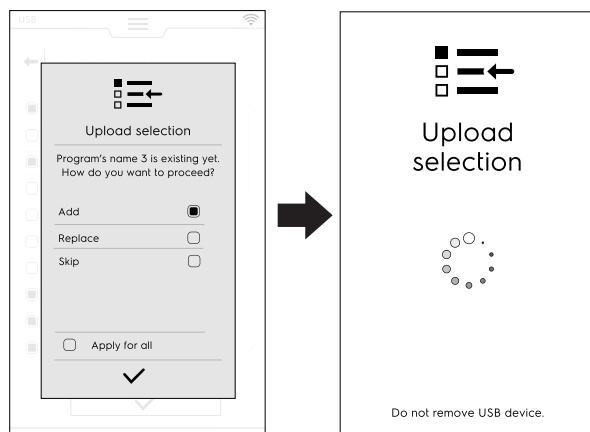 USB
Upload selection
Program's name 3 is existing yet.
How do you want to proceed?
Add
Replace
Skip
Apply for all
Upload
selection
Do not remove USB device.